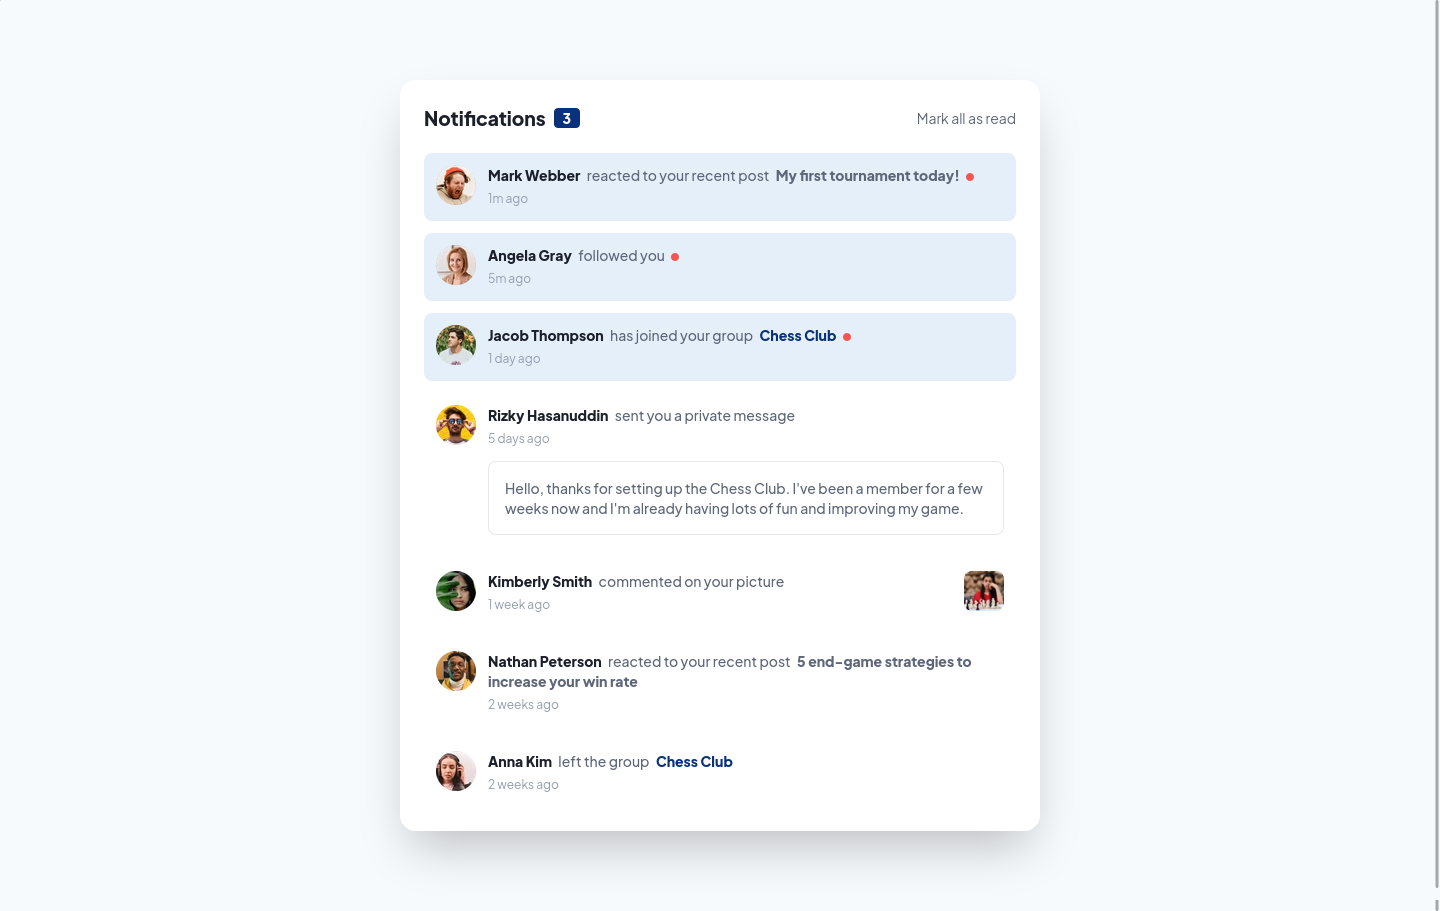 Notifications 3 Mark all as read
Mark Webber reacted to your recent post My first tournament today!
1m ago
Angela Gray followed you
5m ago
Jacob Thompson has joined your group Chess Club
1 day ago
Rizky Hasanuddin sent you a private message
5 days ago
Hello, thanks for setting up the Chess Club. I've been a member for a few
weeks now and I'm already having lots of fun and improving my game.
Kimberly Smith commented on your picture
1 week ago
Nathan Peterson reacted to your recent post 5 end-game strategies to
increase your win rate
2 weeks ago
Anna Kim left the group Chess Club
2 weeks ago